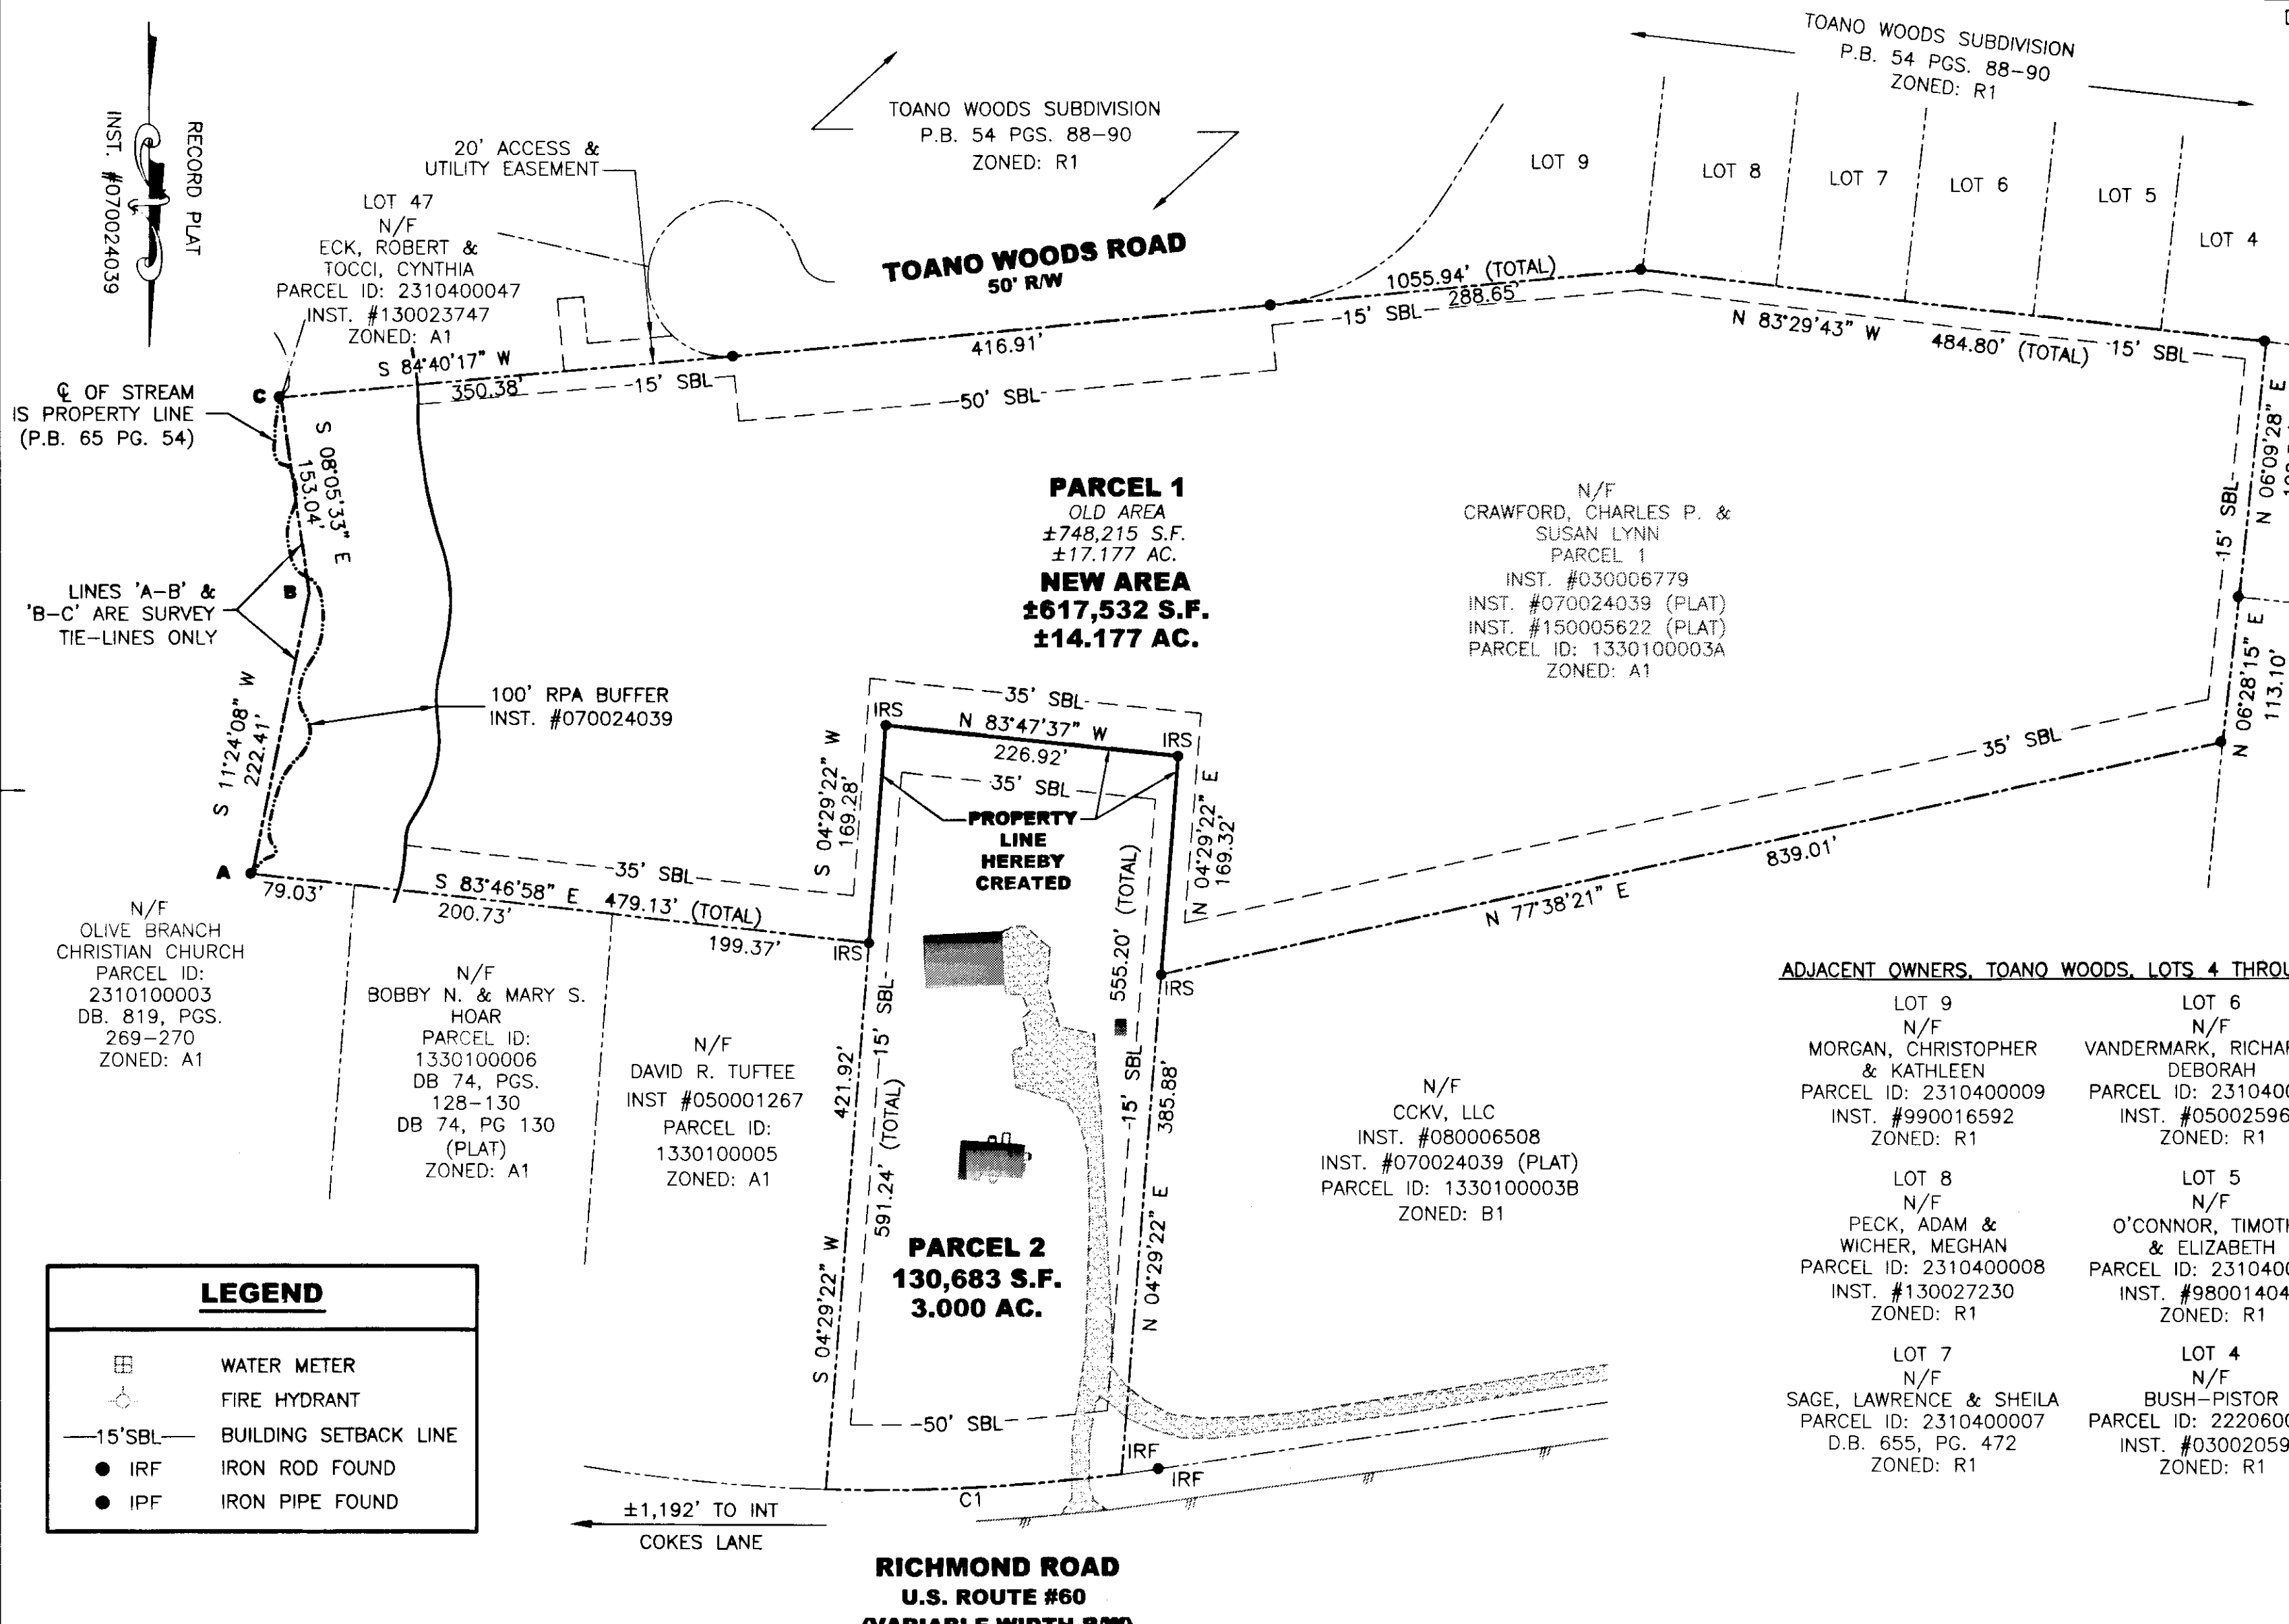 RECORD PLAT
INST. #070024039
20' ACCESS &
UTILITY EASEMENT
LOT 47
N/F
ECK, ROBERT &
TOCCI, CYNTHIA
PARCEL ID: 2310400047
INST. #130023747
ZONED: A1
TOANO WOODS SUBDIVISION
P.B. 54 PGS. 88-90
ZONED: R1
TOANO WOODS SUBDIVISION
P.B. 54 PGS. 88-90
ZONED: R1
LOT 9
LOT 8
LOT 7
LOT 6
LOT 5
LOT 4
TOANO WOODS ROAD
50' R/W
S 84°40'17" W
350.38'
15' SBL
416.91'
50' SBL
1055.94' (TOTAL)
288.65'
15' SBL
N 83°29'43" W
484.80' (TOTAL)
15' SBL
N 06°09'28" E
15' SBL
N 06°28'15" E
113.10'
℄ OF STREAM
IS PROPERTY LINE
(P.B. 65 PG. 54)
C
S 08°05'33" E
153.04'
LINES 'A-B' &
'B-C' ARE SURVEY
TIE-LINES ONLY
B
S 11°24'08" W
222.41'
A
100' RPA BUFFER
INST. #070024039
PARCEL 1
OLD AREA
±748,215 S.F.
±17.177 AC.
NEW AREA
±617,532 S.F.
±14.177 AC.
N/F
CRAWFORD, CHARLES P. &
SUSAN LYNN
PARCEL 1
INST. #030006779
INST. #070024039 (PLAT)
INST. #150005622 (PLAT)
PARCEL ID: 1330100003A
ZONED: A1
35' SBL
IRS
N 83°47'37" W
226.92'
IRS
35' SBL
S 04°29'22" W
169.28'
PROPERTY
LINE
HEREBY
CREATED
N 04°29'22" E
169.32'
35' SBL
839.01'
N 77°38'21" E
35' SBL
79.03'
S 83°46'58" E
479.13' (TOTAL)
200.73'
199.37'
IRS
IRS
N/F
OLIVE BRANCH
CHRISTIAN CHURCH
PARCEL ID:
2310100003
DB. 819, PGS.
269-270
ZONED: A1
N/F
BOBBY N. & MARY S.
HOAR
PARCEL ID:
1330100006
DB 74, PGS.
128-130
DB 74, PG 130
(PLAT)
ZONED: A1
N/F
DAVID R. TUFTEE
INST #050001267
PARCEL ID:
1330100005
ZONED: A1
421.92'
591.24' (TOTAL)
15' SBL
S 04°29'22" W
555.20' (TOTAL)
15' SBL
385.88'
N 04°29'22" E
PARCEL 2
130,683 S.F.
3.000 AC.
50' SBL
N/F
CCKV, LLC
INST. #080006508
INST. #070024039 (PLAT)
PARCEL ID: 1330100003B
ZONED: B1
ADJACENT OWNERS, TOANO WOODS, LOTS 4
LOT 9
N/F
MORGAN, CHRISTOPHER
& KATHLEEN
PARCEL ID: 2310400009
INST. #990016592
ZONED: R1
LOT 8
N/F
PECK, ADAM &
WICHER, MEGHAN
PARCEL ID: 2310400008
INST. #130027230
ZONED: R1
LOT 7
N/F
SAGE, LAWRENCE & SHEILA
PARCEL ID: 2310400007
D.B. 655, PG. 472
ZONED: R1
LOT 6
N/F
VANDERMARK,
DEBORAH
PARCEL ID:
INST.
ZONED: R1
LOT 5
N/F
O'CONNOR,
& ELIZABETH
PARCEL ID:
INST.
ZONED: R1
LOT 4
N/F
BUSH-PISTOR
PARCEL ID:
INST.
ZONED: R1
LEGEND
WATER METER
FIRE HYDRANT
15'SBL BUILDING SETBACK LINE
IRF IRON ROD FOUND
IPF IRON PIPE FOUND
IRF
IRF
C1
±1,192' TO INT
COKES LANE
RICHMOND ROAD
U.S. ROUTE #60
(VARIABLE WIDTH R/W)